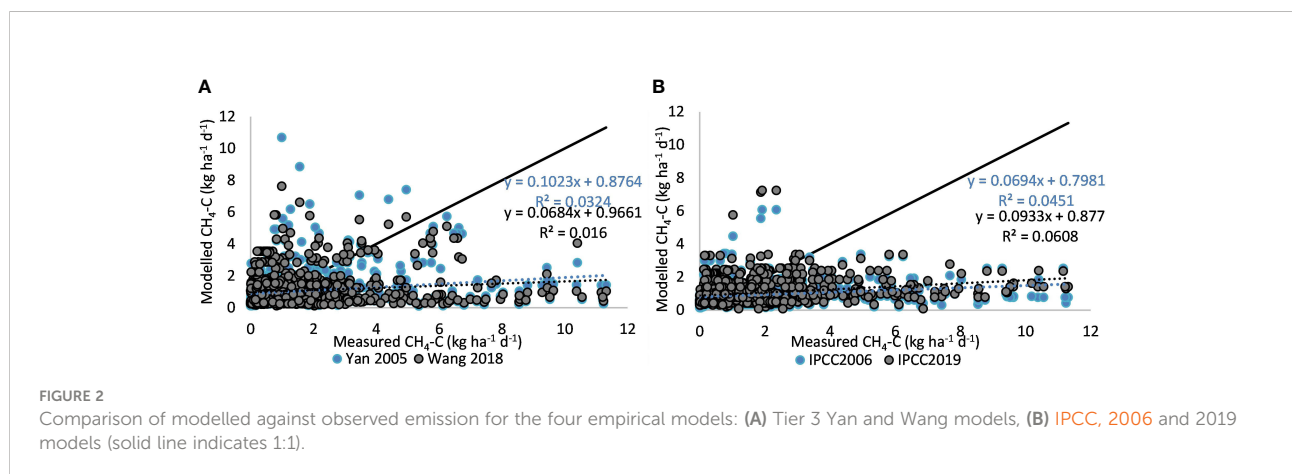 A
12
10
8
6
4
2
0
Modelled CH₄-C (kg ha⁻¹ d⁻¹)
y = 0.1023x + 0.8764
R² = 0.0324
y = 0.0684x + 0.9661
R² = 0.016
0 2 4 6 8 10 12
Measured CH₄-C (kg ha⁻¹ d⁻¹)
Yan 2005 Wang 2018
B
12
10
8
6
4
2
0
Modelled CH₄-C (kg ha⁻¹ d⁻¹)
y = 0.0694x + 0.7981
R² = 0.0451
y = 0.0933x + 0.877
R² = 0.0608
0 2 4 6 8 10 12
Measured CH₄-C (kg ha⁻¹ d⁻¹)
IPCC2006 IPCC2019
FIGURE 2
Comparison of modelled against observed emission for the four empirical models: (A) Tier 3 Yan and Wang models, (B) IPCC, 2006 and 2019
models (solid line indicates 1:1).